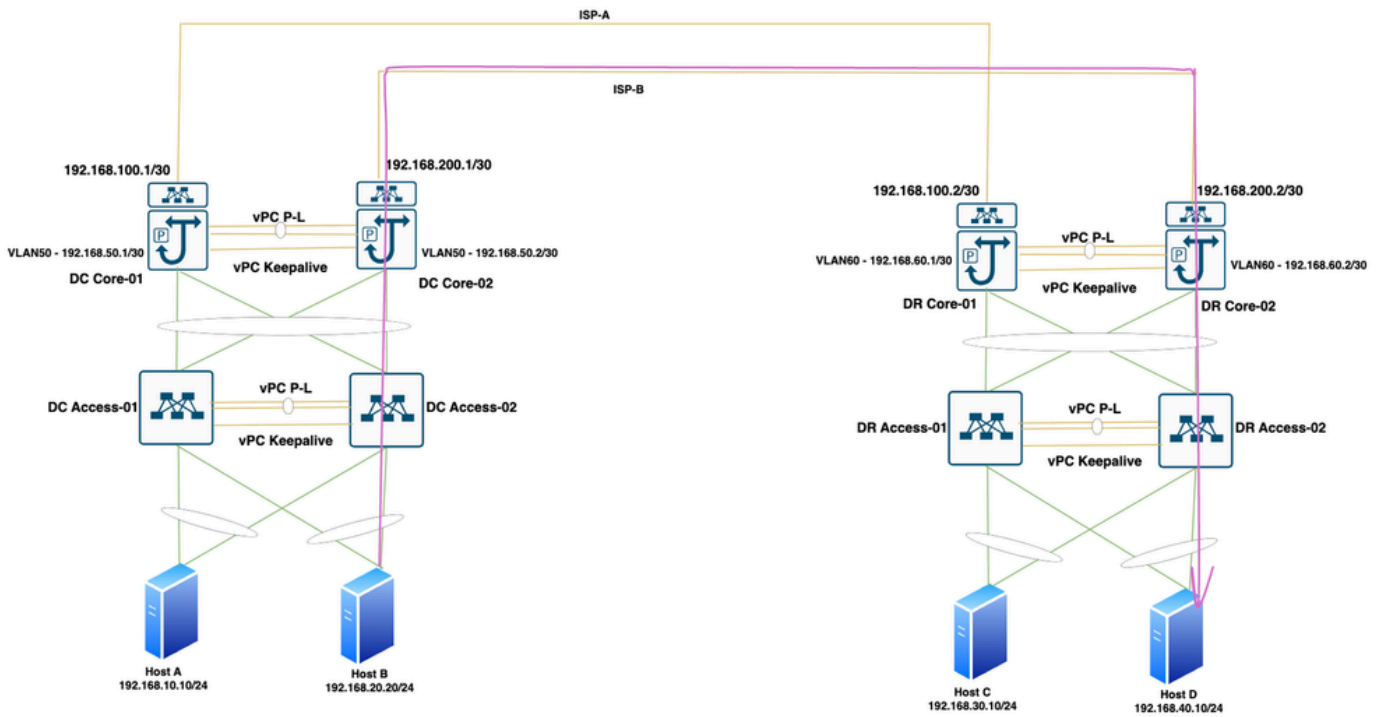 ISP-A
ISP-B
192.168.100.1/30
192.168.200.1/30
192.168.100.2/30
192.168.200.2/30
vPC P-L
P
P
VLAN50 - 192.168.50.1/30
VLAN50 - 192.168.50.2/30
vPC Keepalive
DC Core-01
DC Core-02
vPC P-L
P
P
VLAN60 - 192.168.60.1/30
VLAN60 - 192.168.60.2/30
vPC Keepalive
DR Core-01
DR Core-02
vPC P-L
DC Access-01
DC Access-02
vPC Keepalive
vPC P-L
DR Access-01
DR Access-02
vPC Keepalive
Host A
192.168.10.10/24
Host B
192.168.20.20/24
Host C
192.168.30.10/24
Host D
192.168.40.10/24